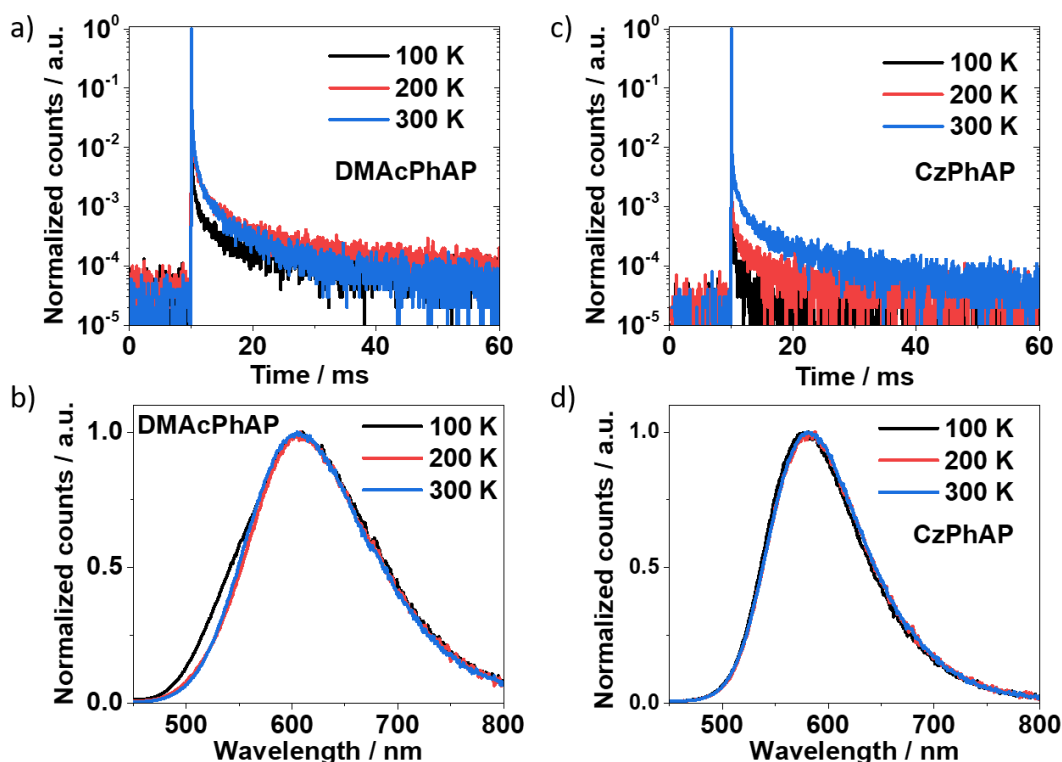 a)
Normalized counts / a.u.
10⁰
10⁻¹
10⁻²
10⁻³
10⁻⁴
10⁻⁵
100 K
200 K
300 K
DMAcPhAP
0 20 40 60
Time / ms
c)
Normalized counts / a.u.
10⁰
10⁻¹
10⁻²
10⁻³
10⁻⁴
10⁻⁵
100 K
200 K
300 K
CzPhAP
0 20 40 60
Time / ms
b)
Normalized counts / a.u.
1.0
0.5
0.0
DMAcPhAP
100 K
200 K
300 K
500 600 700 800
Wavelength / nm
d)
Normalized counts / a.u.
1.0
0.5
0.0
100 K
200 K
300 K
CzPhAP
500 600 700 800
Wavelength / nm